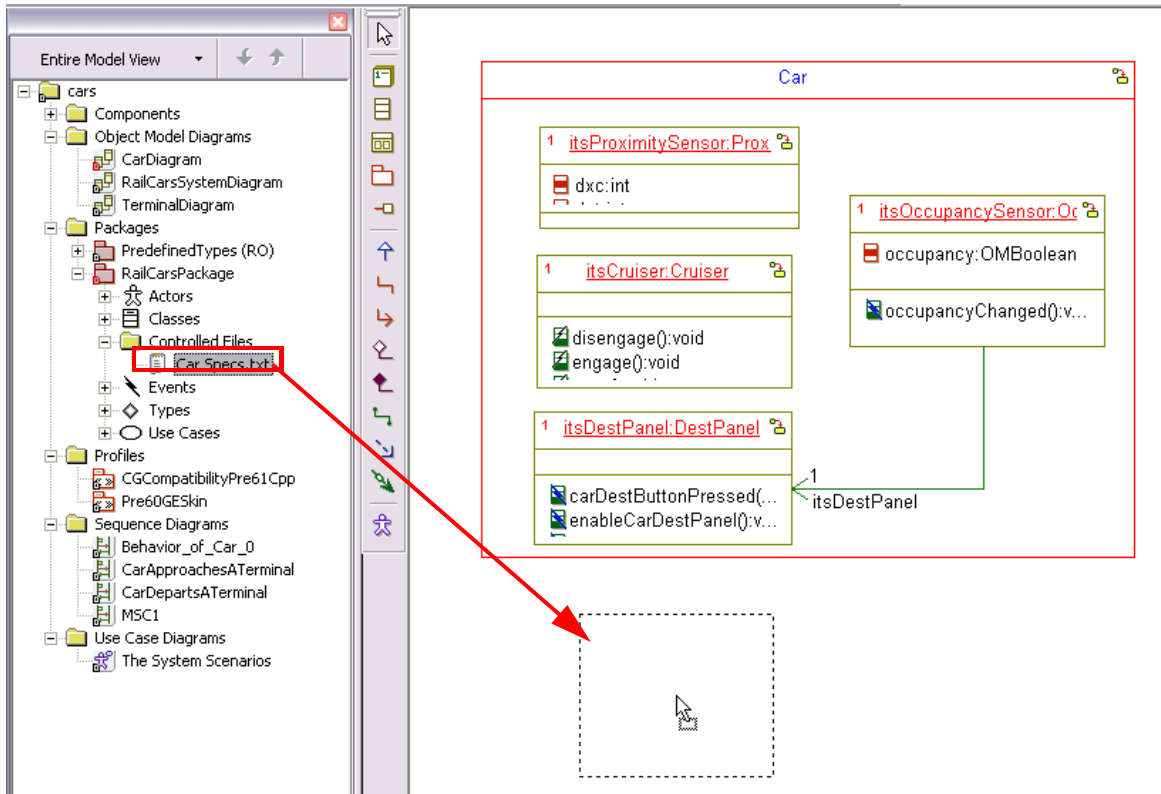 Entire Model View
cars
Components
Object Model Diagrams
CarDiagram
RailCarsSystemDiagram
TerminalDiagram
Packages
PredefinedTypes (RO)
RailCarsPackage
Actors
Classes
Controlled Files
Car Specs.txt
Events
Types
Use Cases
Profiles
CGCompatibilityPre61Cpp
Pre60GESkin
Sequence Diagrams
Behavior_of_Car_0
CarApproachesATerminal
CarDepartsATerminal
MSC1
Use Case Diagrams
The System Scenarios
Car
1 itsProximitySensor:Prox
dxc:int
1 itsOccupancySensor:Oc
occupancy:OMBoolean
occupancyChanged():v...
1 itsCruiser:Cruiser
disengage():void
engage():void
1 itsDestPanel:DestPanel
carDestButtonPressed(...
enableCarDestPanel():v...
1
itsDestPanel